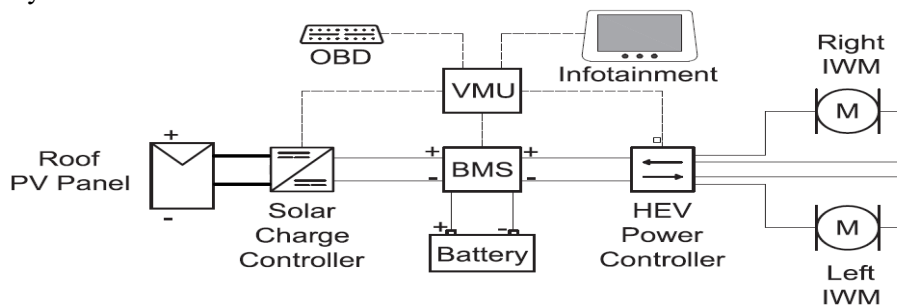 OBD
Infotainment
Right
IWM
M
VMU
Roof
PV Panel
+
-
Solar
Charge
Controller
+
-
BMS
+
-
+
-
Battery
HEV
Power
Controller
M
Left
IWM